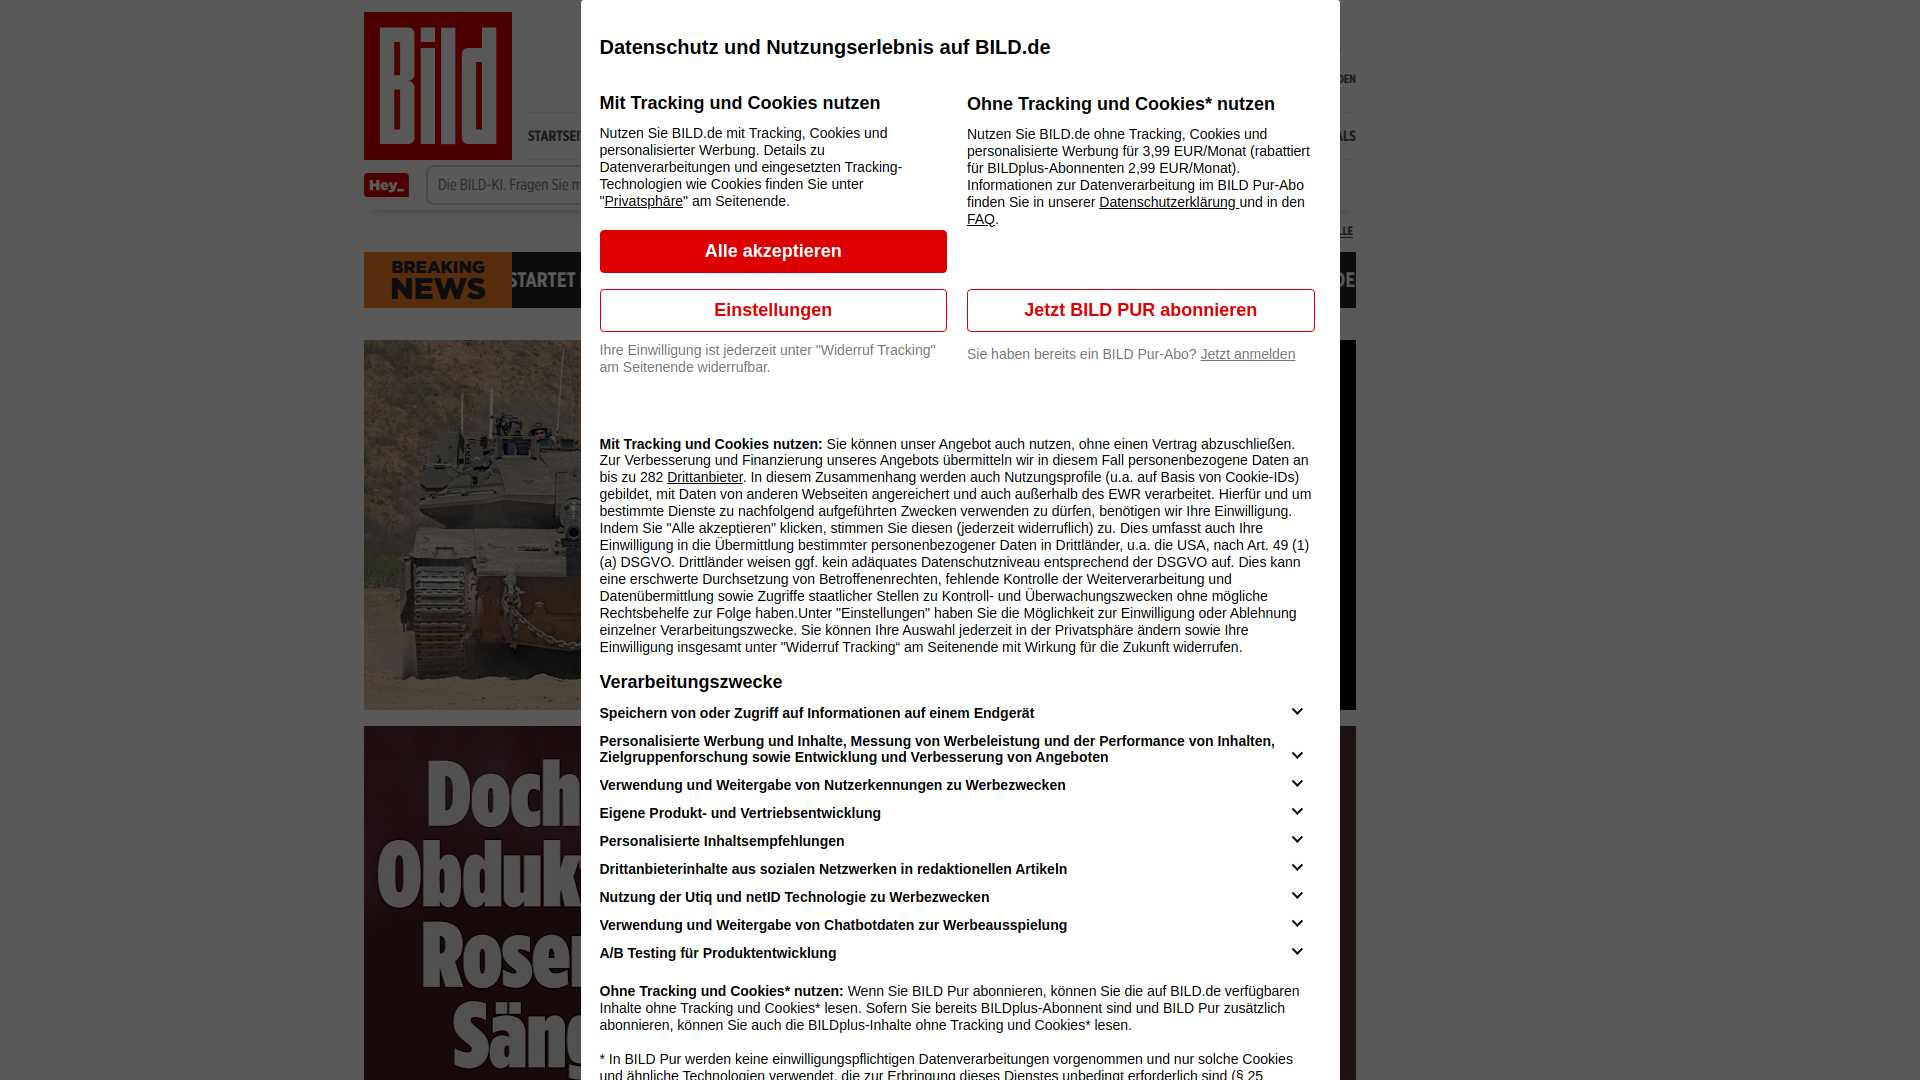 Bild
STARTSEI
Hey_
Die BILD-KI. Fragen Sie m
BREAKING
NEWS
STARTET
Doch
Obduk
Rosen
Säng
Datenschutz und Nutzungserlebnis auf BILD.de
Mit Tracking und Cookies nutzen
Nutzen Sie BILD.de mit Tracking, Cookies und
personalisierter Werbung. Details zu
Datenverarbeitungen und eingesetzten Tracking-
Technologien wie Cookies finden Sie unter
"Privatsphäre" am Seitenende.
Alle akzeptieren
Einstellungen
Ihre Einwilligung ist jederzeit unter "Widerruf Tracking"
am Seitenende widerrufbar.
Ohne Tracking und Cookies* nutzen
Nutzen Sie BILD.de ohne Tracking, Cookies und
personalisierte Werbung für 3,99 EUR/Monat (rabattiert
für BILDplus-Abonnenten 2,99 EUR/Monat).
Informationen zur Datenverarbeitung im BILD Pur-Abo
finden Sie in unserer Datenschutzerklärung und in den
FAQ.
Jetzt BILD PUR abonnieren
Sie haben bereits ein BILD Pur-Abo? Jetzt anmelden
Mit Tracking und Cookies nutzen: Sie können unser Angebot auch nutzen, ohne einen Vertrag abzuschließen.
Zur Verbesserung und Finanzierung unseres Angebots übermitteln wir in diesem Fall personenbezogene Daten an
bis zu 282 Drittanbieter. In diesem Zusammenhang werden auch Nutzungsprofile (u.a. auf Basis von Cookie-IDs)
gebildet, mit Daten von anderen Webseiten angereichert und auch außerhalb des EWR verarbeitet. Hierfür und um
bestimmte Dienste zu nachfolgend aufgeführten Zwecken verwenden zu dürfen, benötigen wir Ihre Einwilligung.
Indem Sie "Alle akzeptieren" klicken, stimmen Sie diesen (jederzeit widerruflich) zu. Dies umfasst auch Ihre
Einwilligung in die Übermittlung bestimmter personenbezogener Daten in Drittländer, u.a. die USA, nach Art. 49 (1)
(a) DSGVO. Drittländer weisen ggf. kein adäquates Datenschutzniveau entsprechend der DSGVO auf. Dies kann
eine erschwerte Durchsetzung von Betroffenenrechten, fehlende Kontrolle der Weiterverarbeitung und
Datenübermittlung sowie Zugriffe staatlicher Stellen zu Kontroll- und Überwachungszwecken ohne mögliche
Rechtsbehelfe zur Folge haben.Unter "Einstellungen" haben Sie die Möglichkeit zur Einwilligung oder Ablehnung
einzelner Verarbeitungszwecke. Sie können Ihre Auswahl jederzeit in der Privatsphäre ändern sowie Ihre
Einwilligung insgesamt unter "Widerruf Tracking“ am Seitenende mit Wirkung für die Zukunft widerrufen.
Verarbeitungszwecke
Speichern von oder Zugriff auf Informationen auf einem Endgerät
Personalisierte Werbung und Inhalte, Messung von Werbeleistung und der Performance von Inhalten,
Zielgruppenforschung sowie Entwicklung und Verbesserung von Angeboten
Verwendung und Weitergabe von Nutzerkennungen zu Werbezwecken
Eigene Produkt- und Vertriebsentwicklung
Personalisierte Inhaltsempfehlungen
Drittanbieterinhalte aus sozialen Netzwerken in redaktionellen Artikeln
Nutzung der Utiq und netID Technologie zu Werbezwecken
Verwendung und Weitergabe von Chatbotdaten zur Werbeausspielung
A/B Testing für Produktentwicklung
Ohne Tracking und Cookies* nutzen: Wenn Sie BILD Pur abonnieren, können Sie die auf BILD.de verfügbaren
Inhalte ohne Tracking und Cookies* lesen. Sofern Sie bereits BILDplus-Abonnent sind und BILD Pur zusätzlich
abonnieren, können Sie auch die BILDplus-Inhalte ohne Tracking und Cookies* lesen.
* In BILD Pur werden keine einwilligungspflichtigen Datenverarbeitungen vorgenommen und nur solche Cookies
und ähnliche Technologien verwendet, die zur Erbringung dieses Dienstes unbedingt erforderlich sind (§ 25